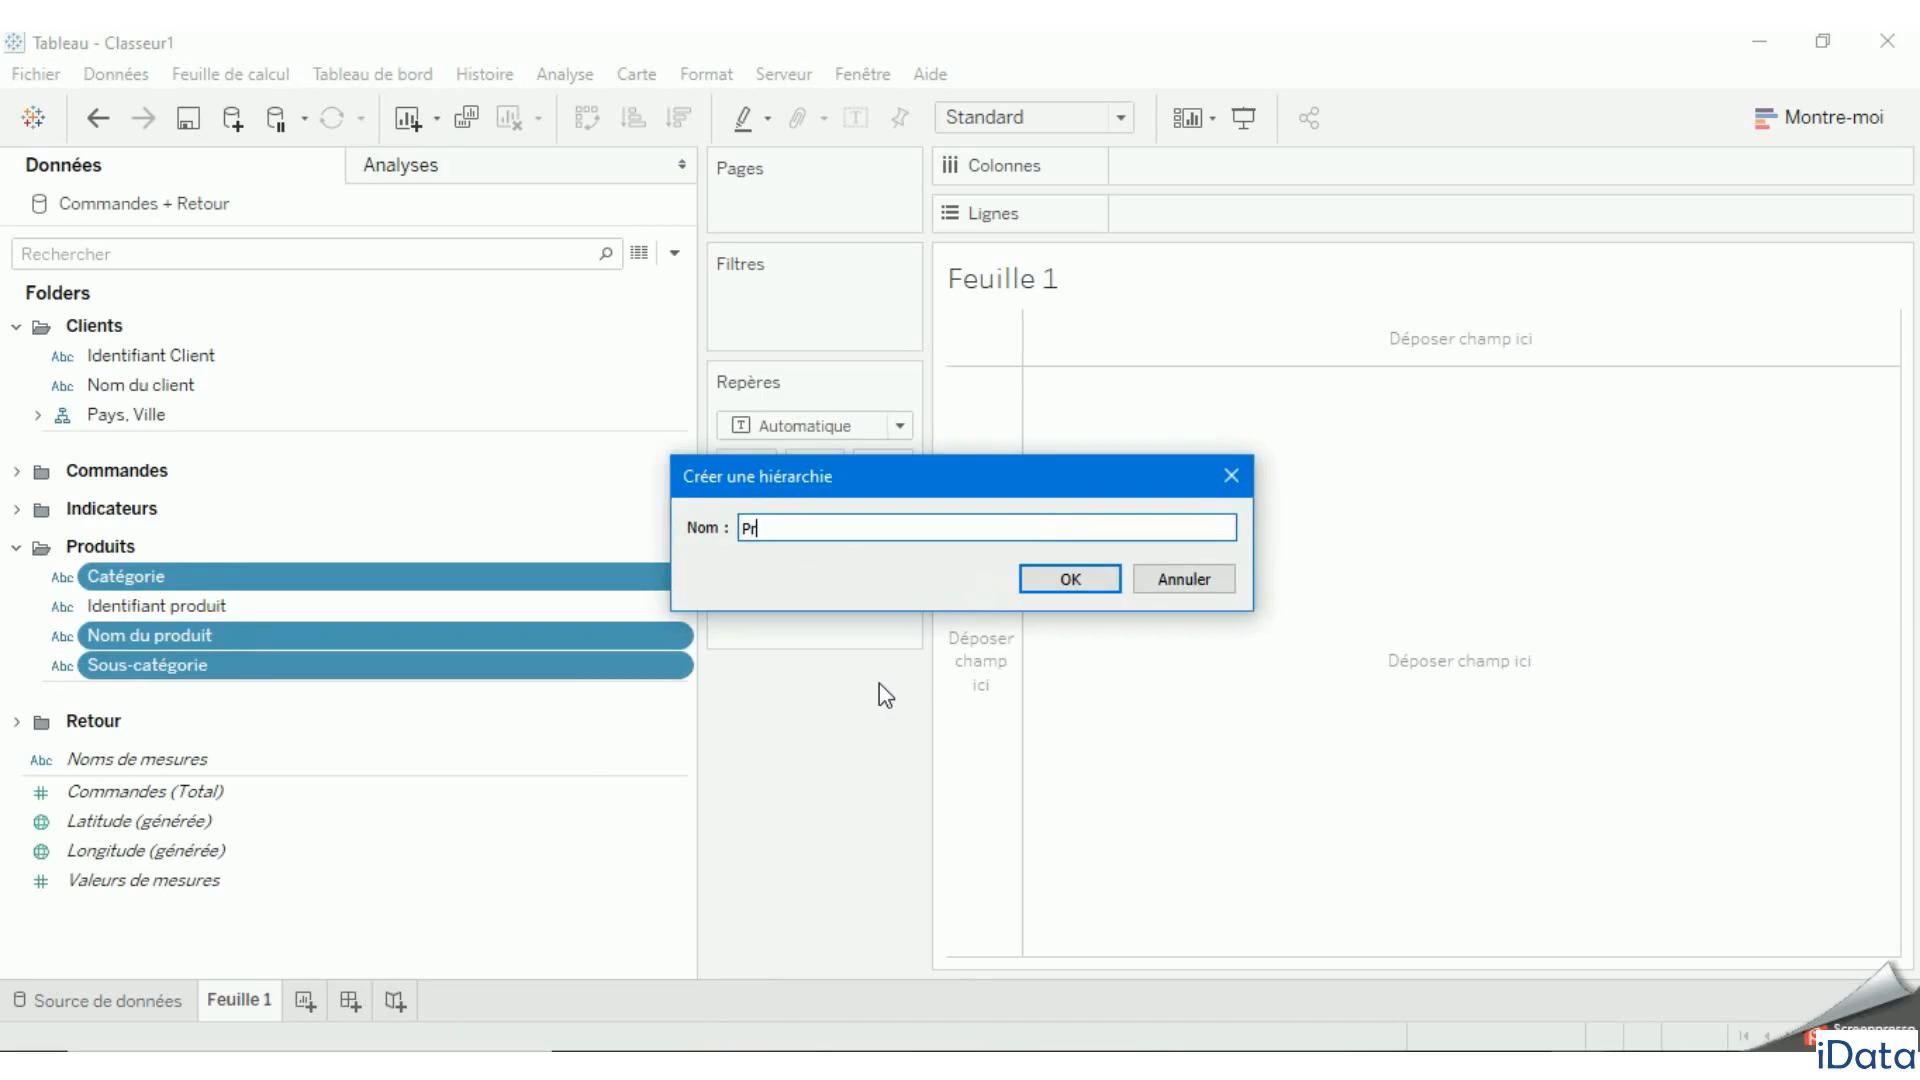 Tableau - Classeur1
Fichier Données Feuille de calcul Tableau de bord Histoire Analyse Carte Format Serveur Fenêtre Aide
Standard
Montre-moi
Données
Analyses
Commandes + Retour
Rechercher
Folders
Clients
Abc Identifiant Client
Abc Nom du client
Pays, Ville
Commandes
Indicateurs
Produits
Abc Catégorie
Abc Identifiant produit
Abc Nom du produit
Abc Sous-catégorie
Retour
Abc Noms de mesures
# Commandes (Total)
Latitude (générée)
Longitude (générée)
# Valeurs de mesures
Pages
Filtres
Repères
T Automatique
Colonnes
Lignes
Feuille 1
Déposer champ ici
Déposer
champ
ici
Déposer champ ici
Créer une hiérarchie
Nom : Pr
OK
Annuler
Source de données
Feuille 1
iData